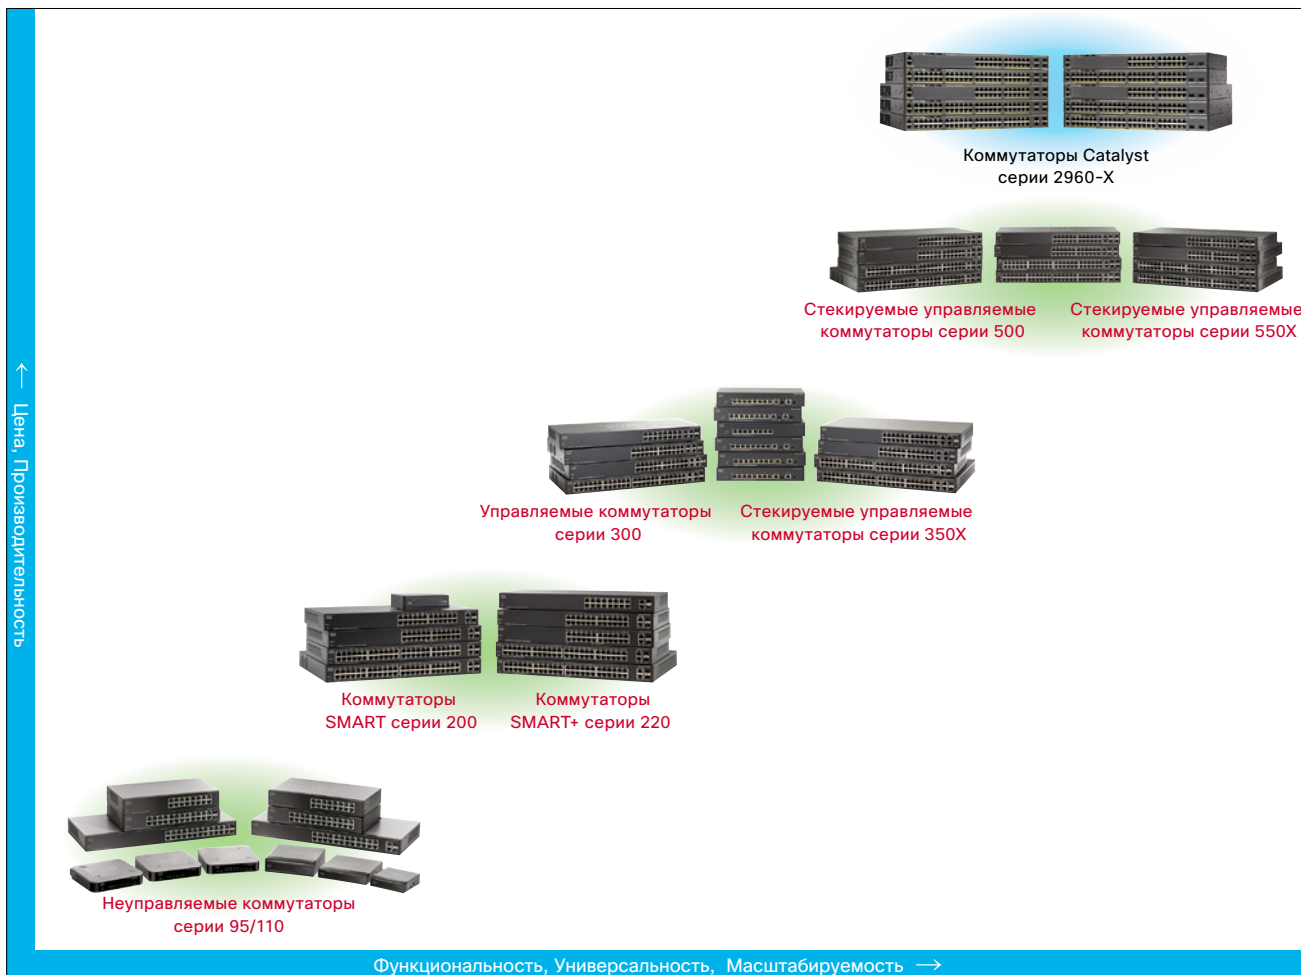 Коммутаторы Catalyst
серии 2960-X
Стекируемые управляемые
коммутаторы серии 500
Стекируемые управляемые
коммутаторы серии 550X
Управляемые коммутаторы
серии 300
Стекируемые управляемые
коммутаторы серии 350X
Коммутаторы
SMART серии 200
Коммутаторы
SMART+ серии 220
Неуправляемые коммутаторы
серии 95/110
← Цена, Производительность
Функциональность, Универсальность, Масштабируемость →